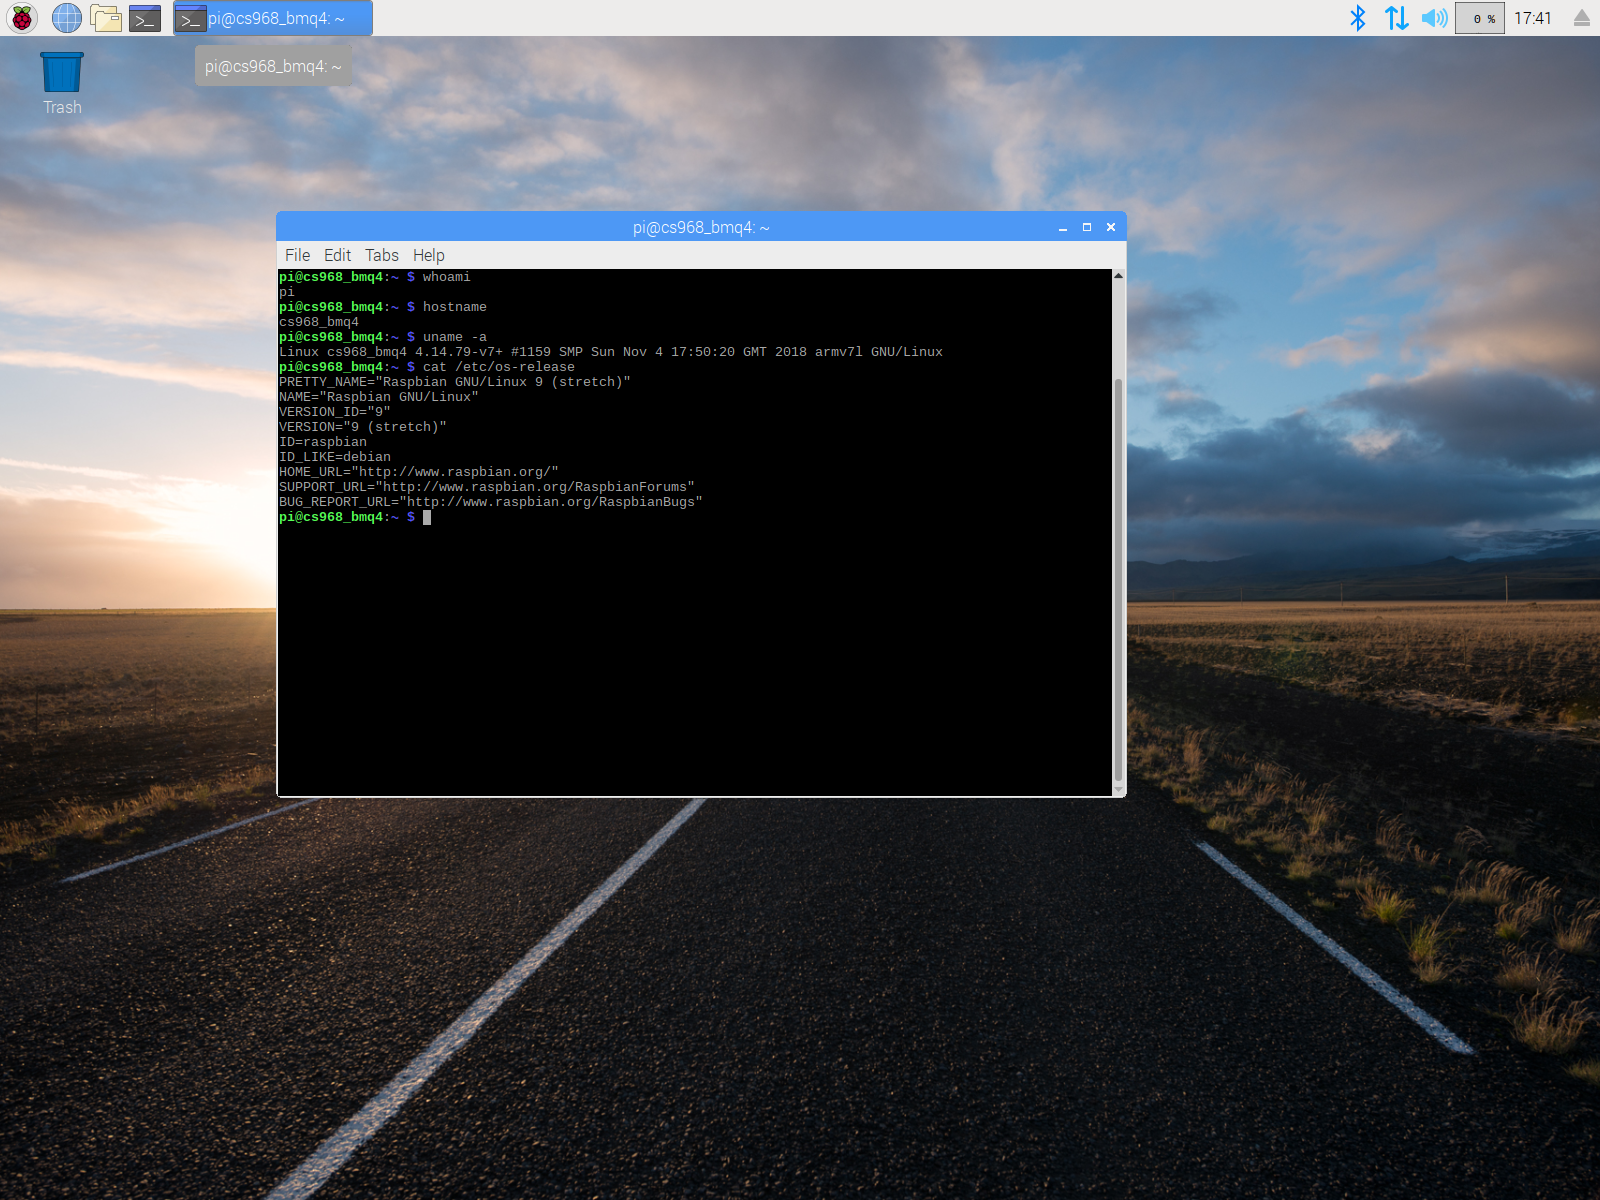 pi@cs968_bmq4: ~
0 %
17:41
pi@cs968_bmq4: ~
Trash
pi@cs968_bmq4: ~
File Edit Tabs Help
pi@cs968_bmq4:~ $ whoami
pi
pi@cs968_bmq4:~ $ hostname
cs968_bmq4
pi@cs968_bmq4:~ $ uname -a
Linux cs968_bmq4 4.14.79-v7+ #1159 SMP Sun Nov 4 17:50:20 GMT 2018 armv7l GNU/Linux
pi@cs968_bmq4:~ $ cat /etc/os-release
PRETTY_NAME="Raspbian GNU/Linux 9 (stretch)"
NAME="Raspbian GNU/Linux"
VERSION_ID="9"
VERSION="9 (stretch)"
ID=raspbian
ID_LIKE=debian
HOME_URL="http://www.raspbian.org/"
SUPPORT_URL="http://www.raspbian.org/RaspbianForums"
BUG_REPORT_URL="http://www.raspbian.org/RaspbianBugs"
pi@cs968_bmq4:~ $